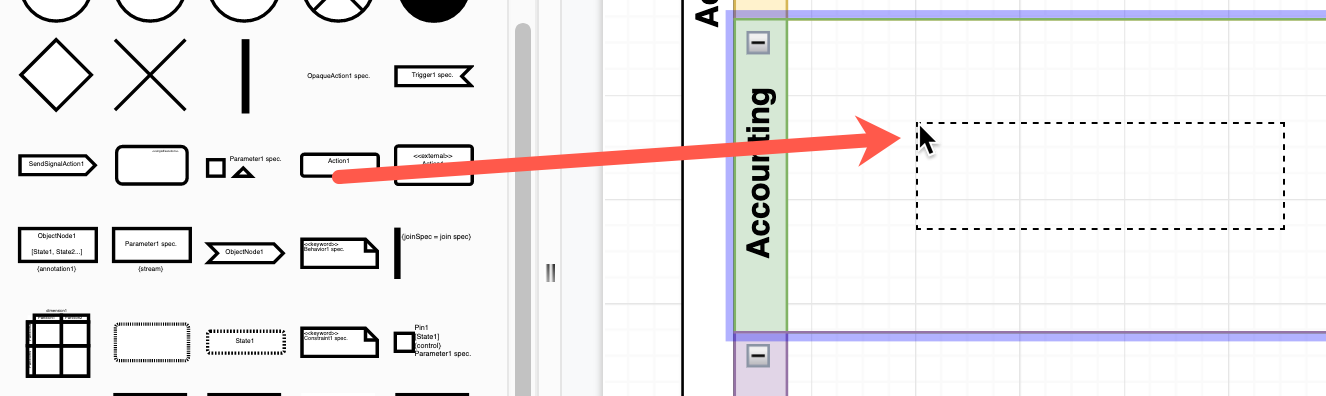 Ac
OpaqueAction1 spec.
Trigger1 spec.
SendSignalAction1
Parameter1 spec.
Action1
<<external>>
ObjectNode1
[State1, State2...]
{annotation1}
Parameter1 spec.
{stream}
ObjectNode1
<<keyword>>
Behavior1 spec.
{joinSpec = join spec}
Accounting
dimension1
State1
<<keyword>>
Constraint1 spec.
Pin1
[State1]
{control}
Parameter1 spec.